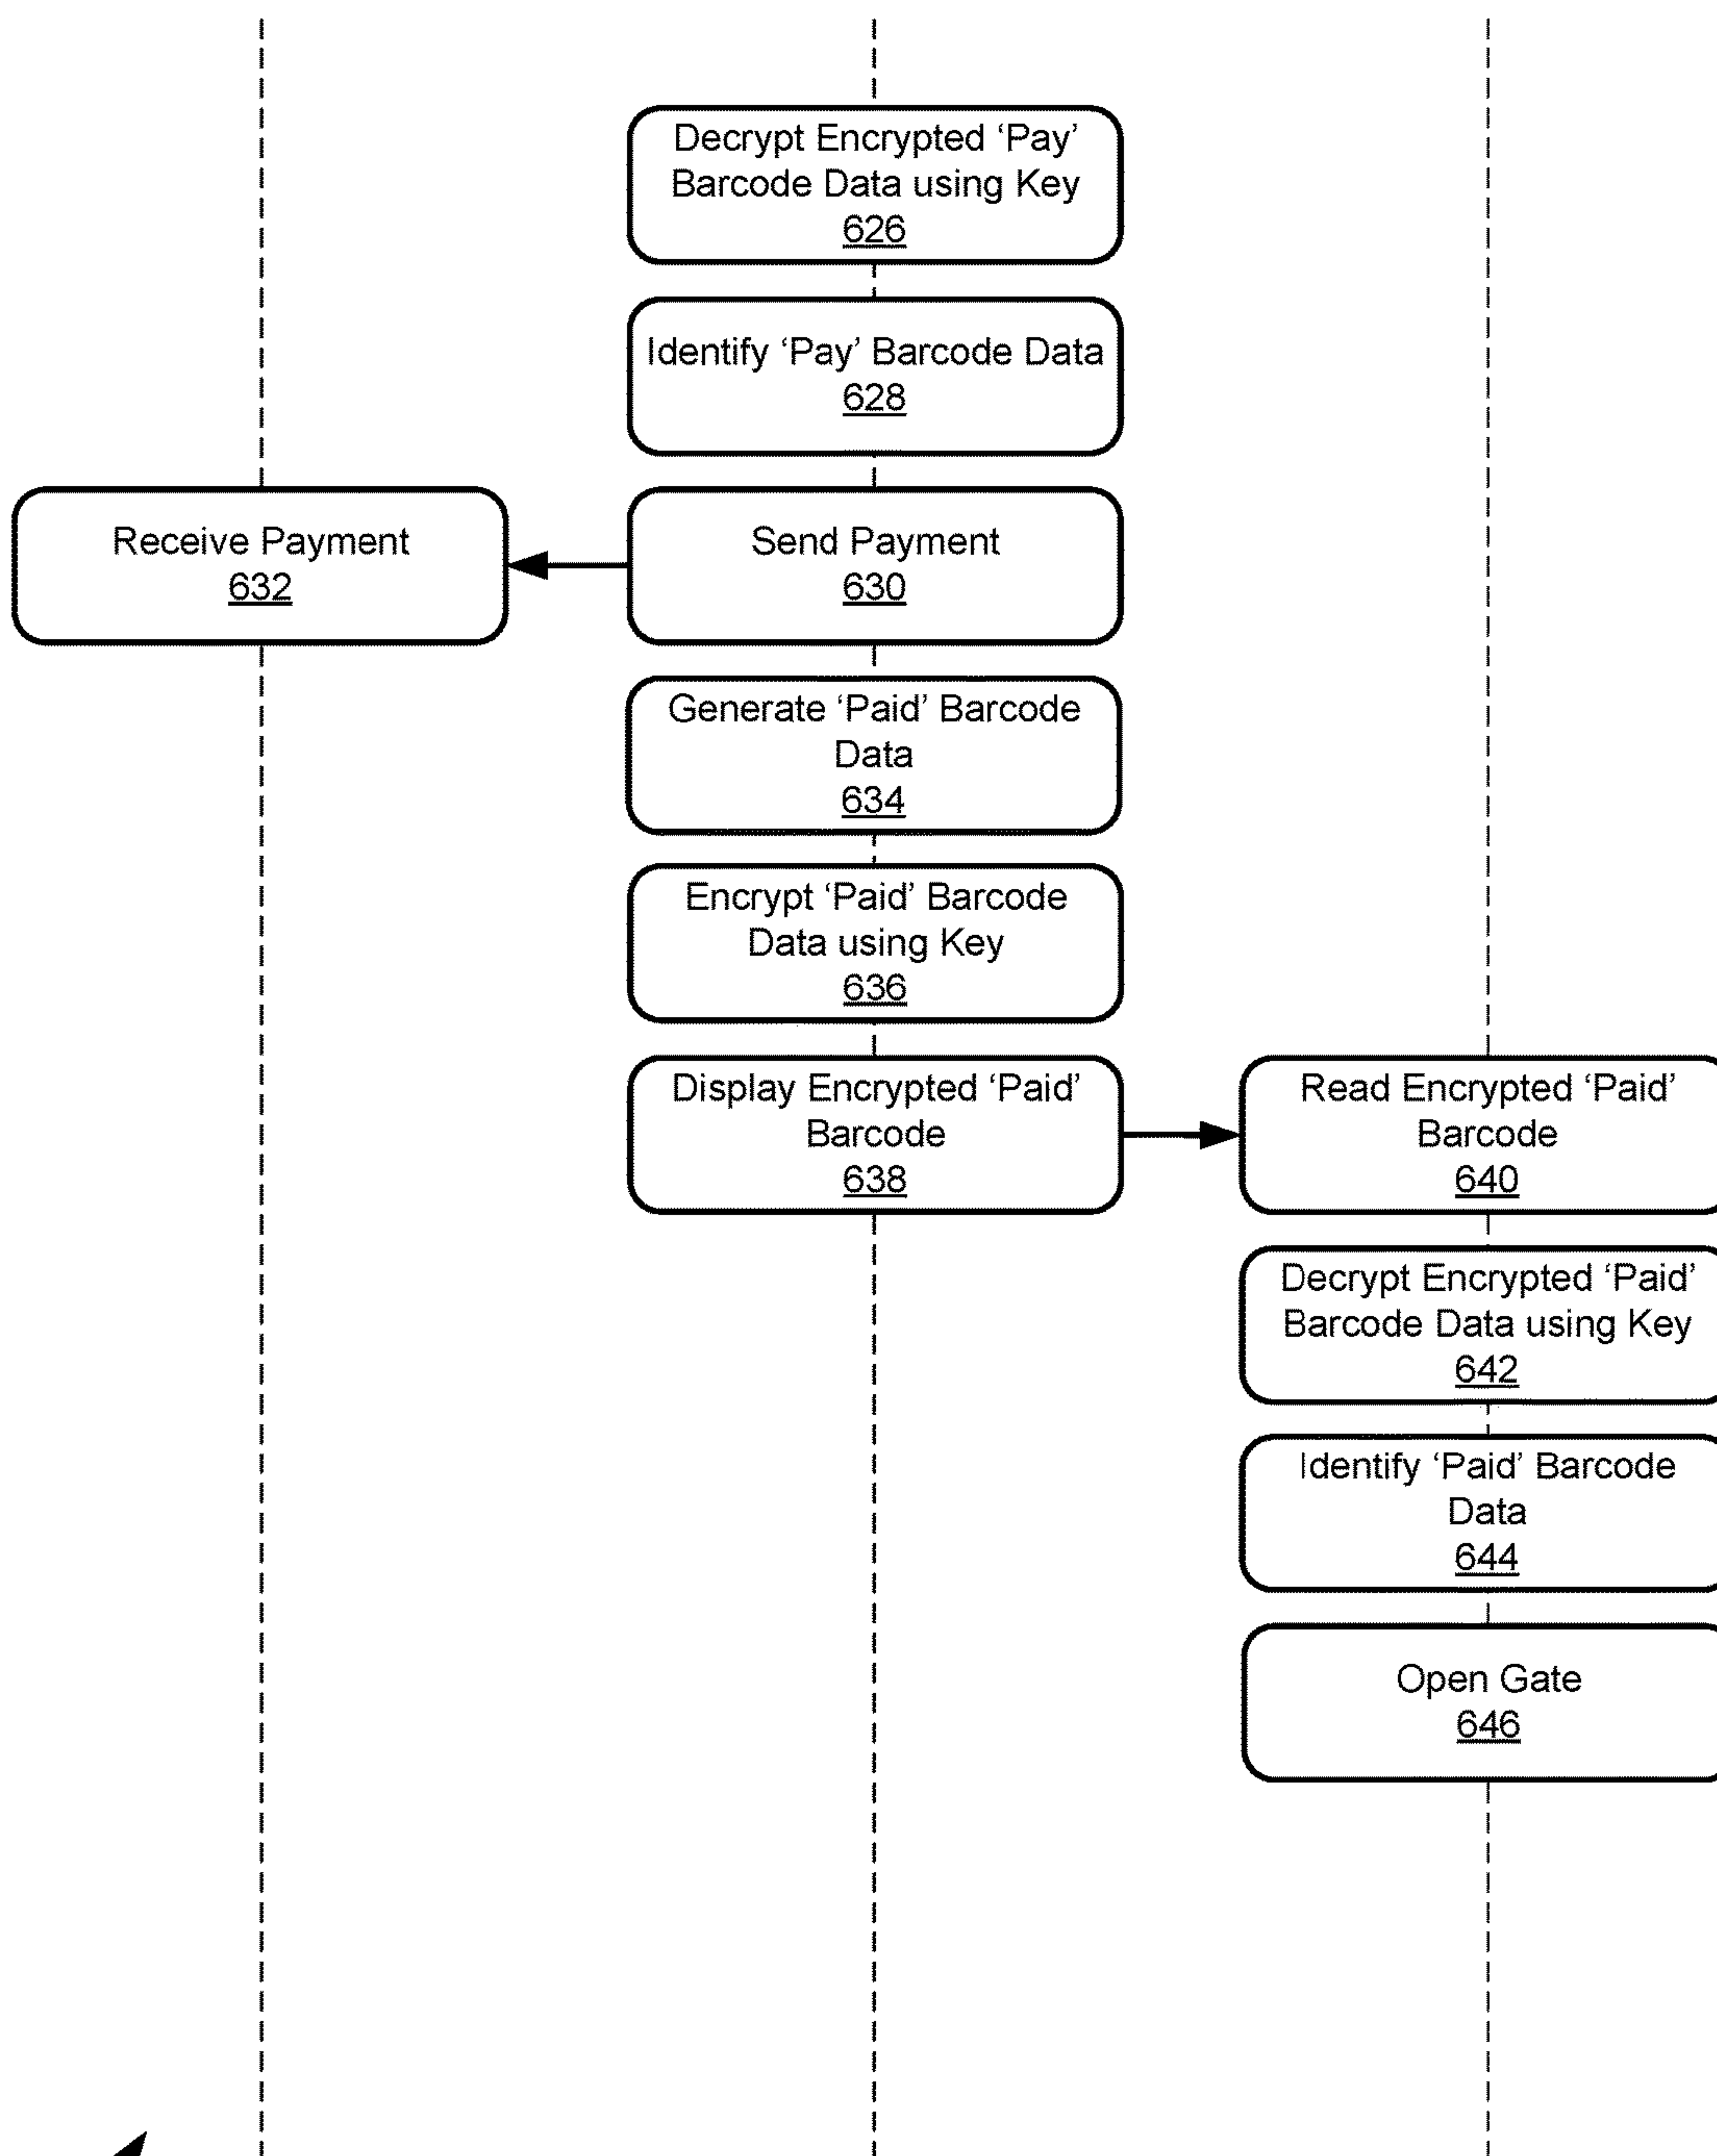 Decrypt Encrypted ‘Pay’
Barcode Data using Key
626
Identify ‘Pay’ Barcode Data
628
Receive Payment
632
Send Payment
630
Generate ‘Paid’ Barcode
Data
634
Encrypt ‘Paid’ Barcode
Data using Key
636
Display Encrypted ‘Paid’
Barcode
638
Read Encrypted ‘Paid’
Barcode
640
Decrypt Encrypted ‘Paid’
Barcode Data using Key
642
Identify ‘Paid’ Barcode
Data
644
Open Gate
646